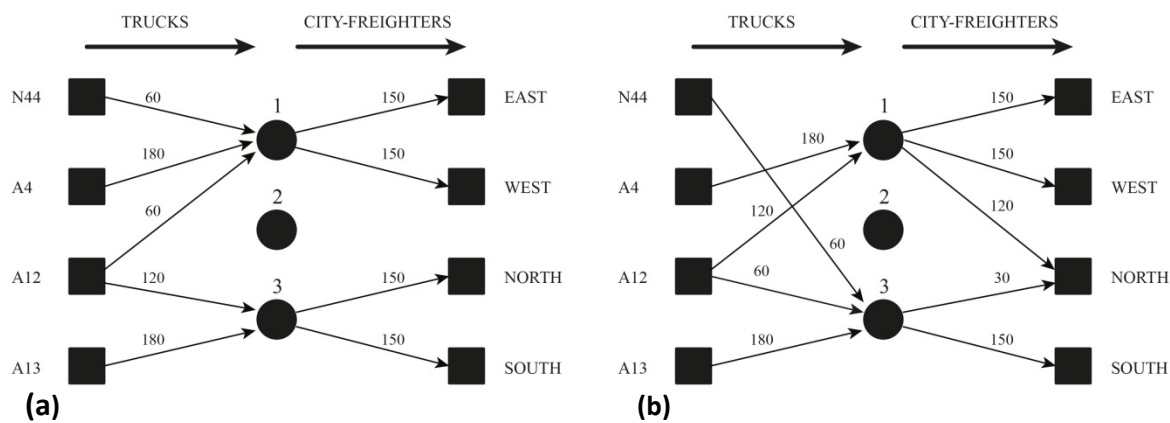 TRUCKS CITY-FREIGHTERS
N44 60 1 150 EAST
A4 180 150 WEST
60 2
A12 120 3 150 NORTH
A13 180 150 SOUTH
(a)
TRUCKS CITY-FREIGHTERS
N44 1 150 EAST
A4 180 150 WEST
120 2 120
A12 60 60 3 30 NORTH
A13 180 150 SOUTH
(b)